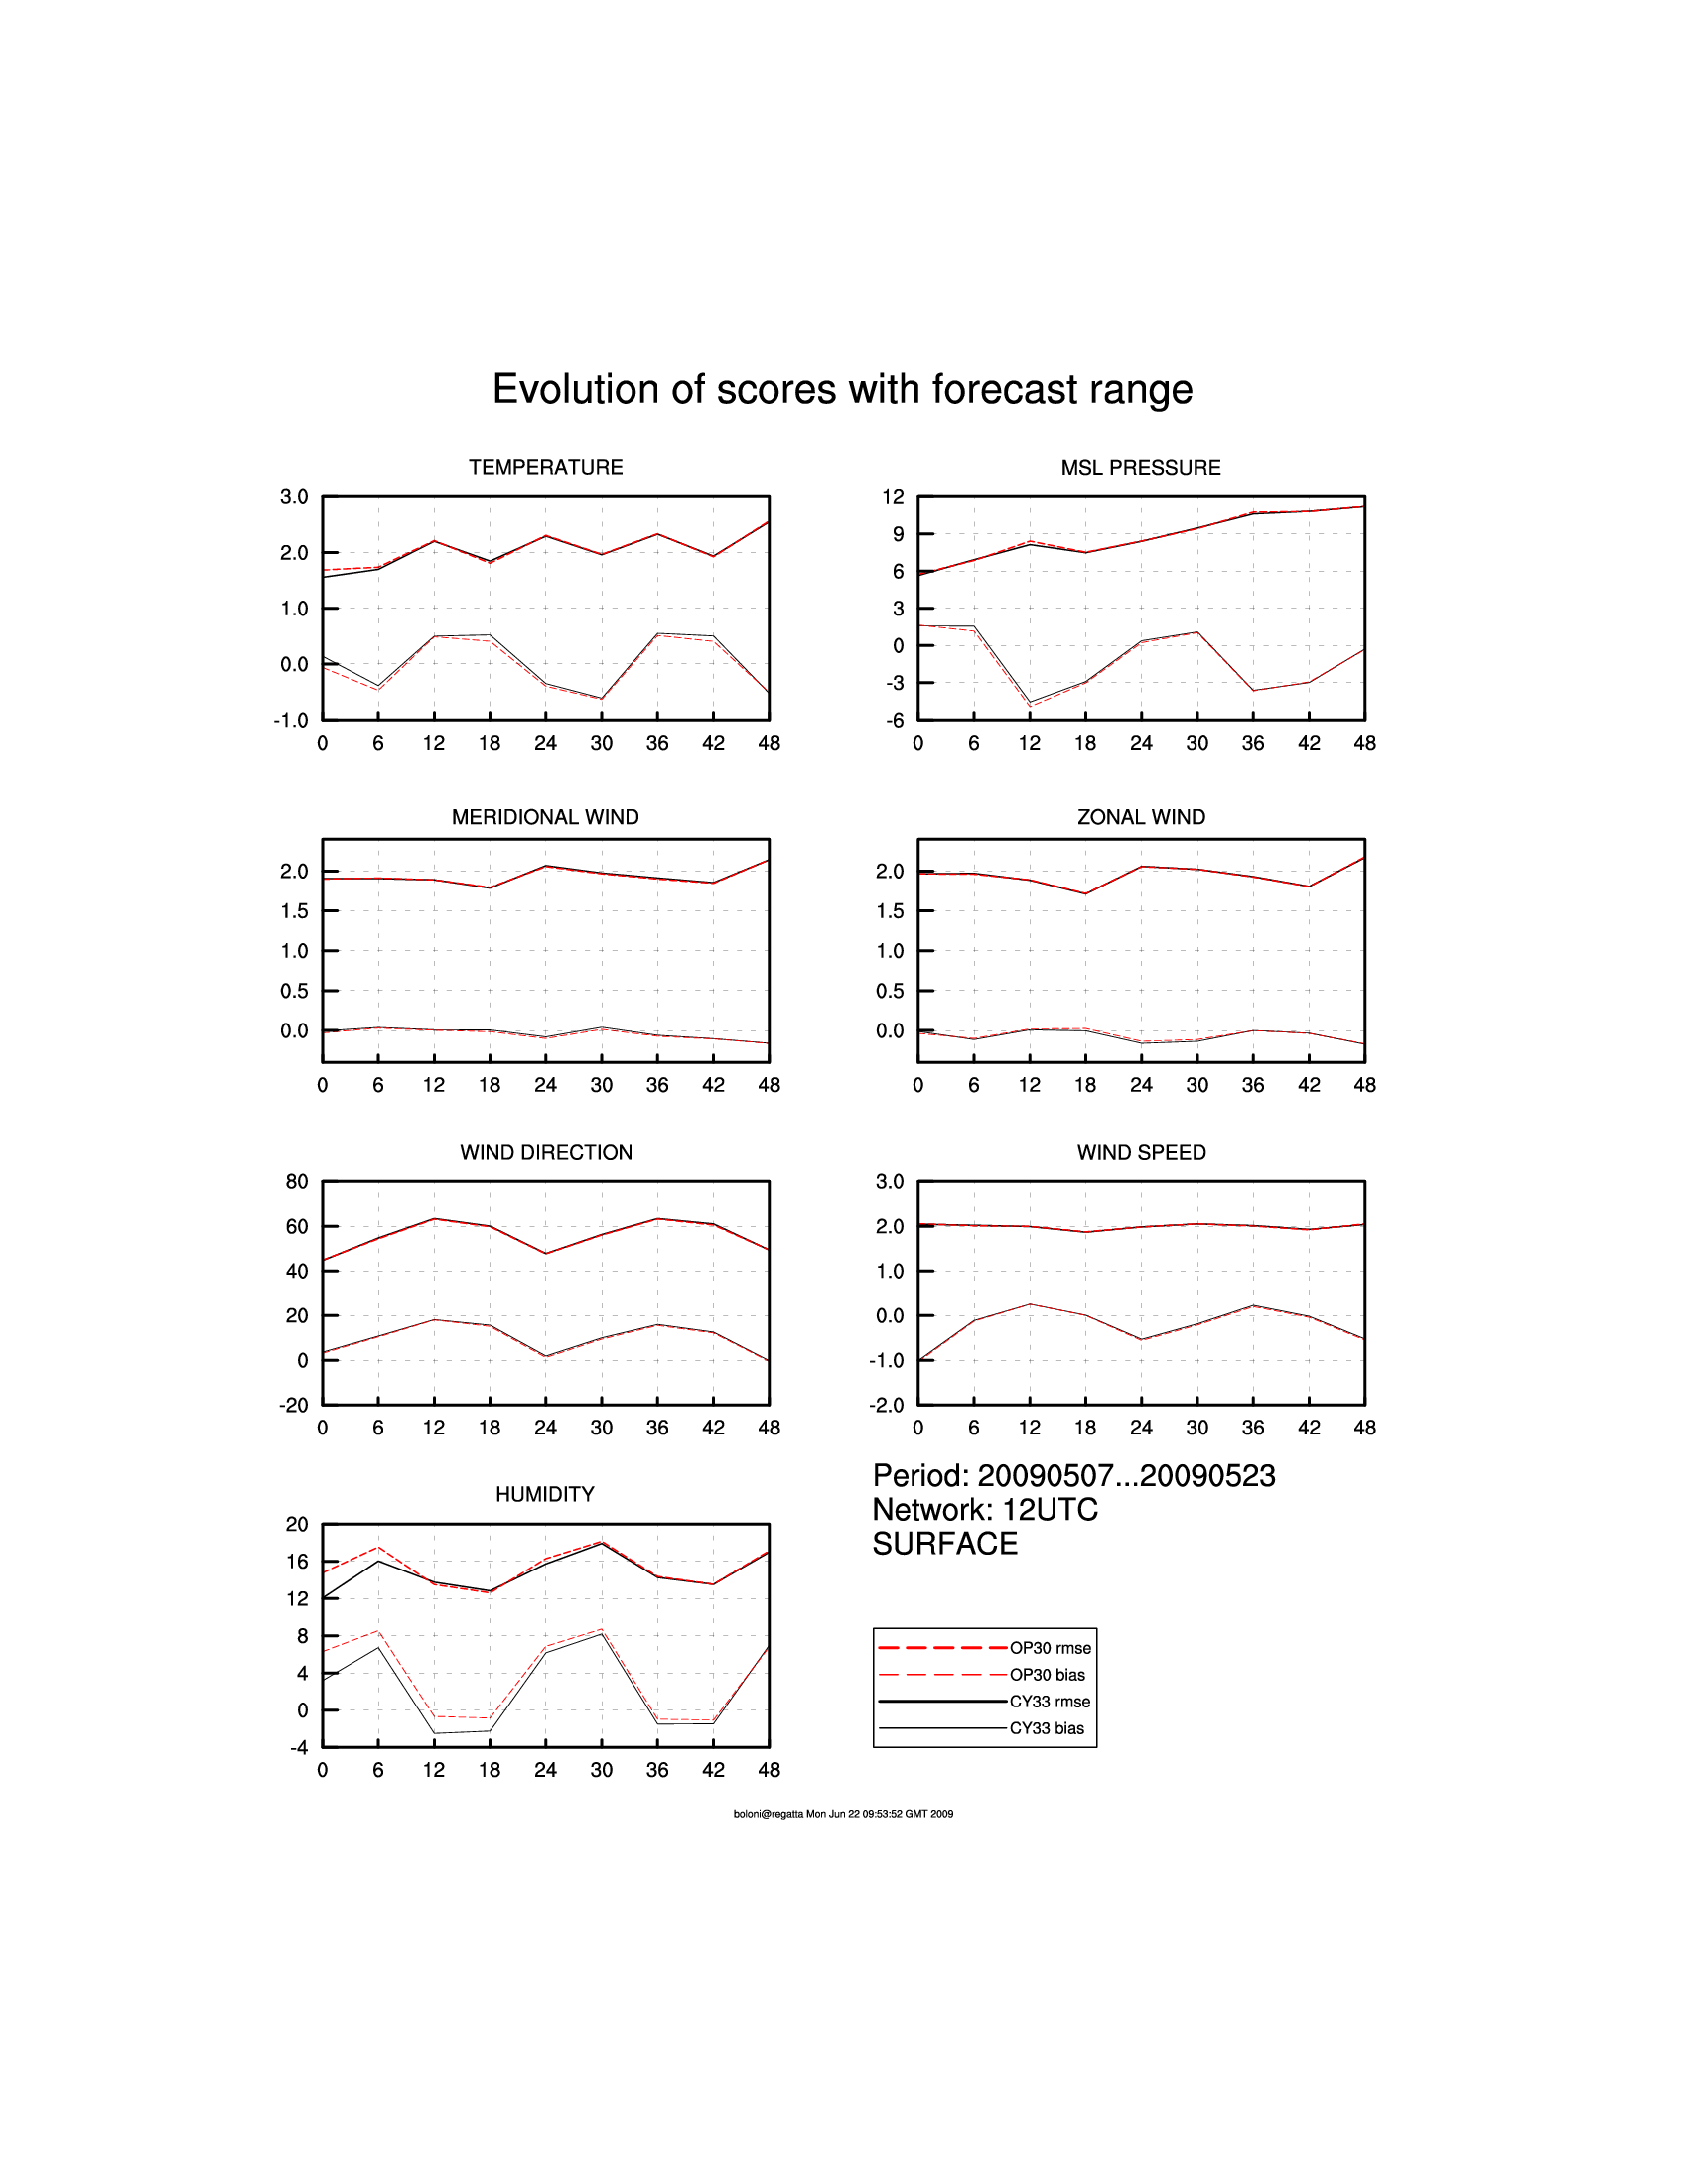 Evolution of scores with forecast range
TEMPERATURE
3.0
2.0
1.0
0.0
-1.0
0 6 12 18 24 30 36 42 48
MSL PRESSURE
12
9
6
3
0
-3
-6
0 6 12 18 24 30 36 42 48
MERIDIONAL WIND
2.0
1.5
1.0
0.5
0.0
0 6 12 18 24 30 36 42 48
ZONAL WIND
2.0
1.5
1.0
0.5
0.0
0 6 12 18 24 30 36 42 48
WIND DIRECTION
80
60
40
20
0
-20
0 6 12 18 24 30 36 42 48
WIND SPEED
3.0
2.0
1.0
0.0
-1.0
-2.0
0 6 12 18 24 30 36 42 48
HUMIDITY
20
16
12
8
4
0
-4
0 6 12 18 24 30 36 42 48
Period: 20090507...20090523
Network: 12UTC
SURFACE
OP30 rmse
OP30 bias
CY33 rmse
CY33 bias
boloni@regatta Mon Jun 22 09:53:52 GMT 2009